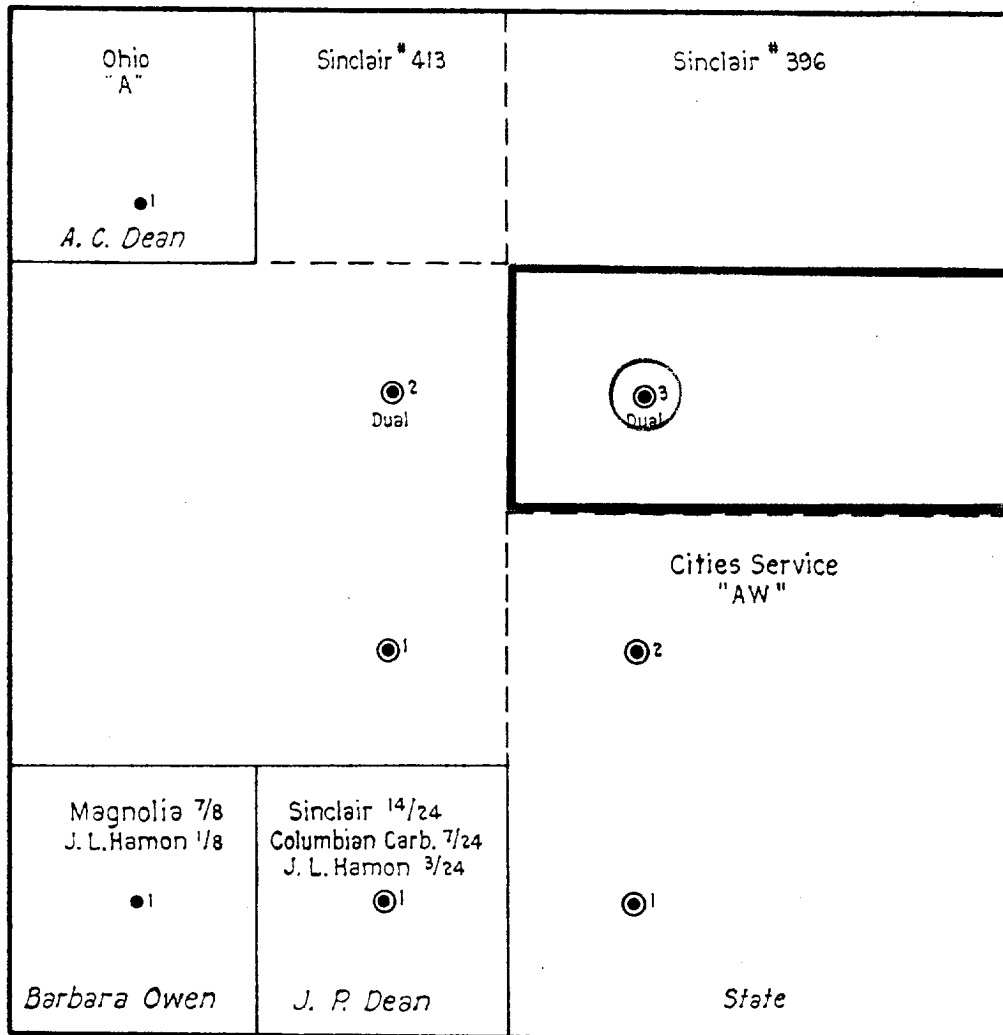 Ohio
"A"
1
A. C. Dean
Sinclair #413
Sinclair #396
2
Dual
3
Dual
1
Cities Service
"AW"
2
Magnolia 7/8
J. L. Hamon 1/8
1
Barbara Owen
Sinclair 14/24
Columbian Carb. 7/24
J. L. Hamon 3/24
1
J. P. Dean
1
State